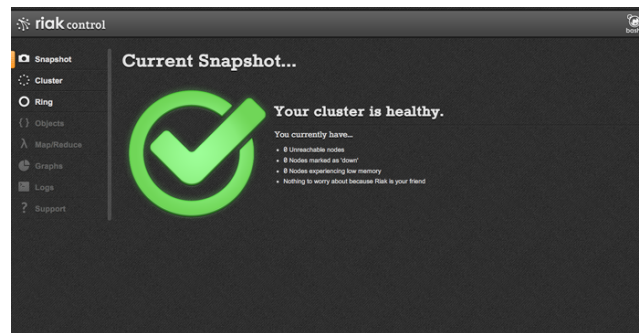 riak control
Snapshot
Cluster
Ring
{} Objects
λ Map/Reduce
Graphs
Logs
? Support
Current Snapshot...
Your cluster is healthy.
You currently have...
0 Unreachable nodes
0 Nodes marked as 'down'
0 Nodes experiencing low memory
Nothing to worry about because Riak is your friend